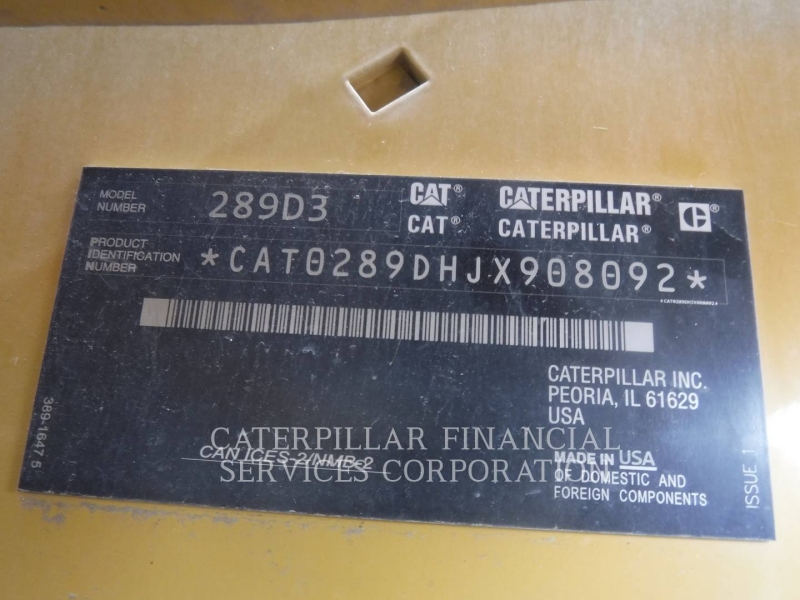 MODEL NUMBER 289D3
CAT® CATERPILLAR® C®
CAT® CATERPILLAR®
PRODUCT IDENTIFICATION NUMBER *CAT0289DHJX908092*
*CAT0289DHJX908092*
CATERPILLAR INC.
PEORIA, IL 61629
USA
389-1647 5
CAN ICES-2/NMB-2
MADE IN USA
OF DOMESTIC AND
FOREIGN COMPONENTS
ISSUE 1
CATERPILLAR FINANCIAL
SERVICES CORPORATION